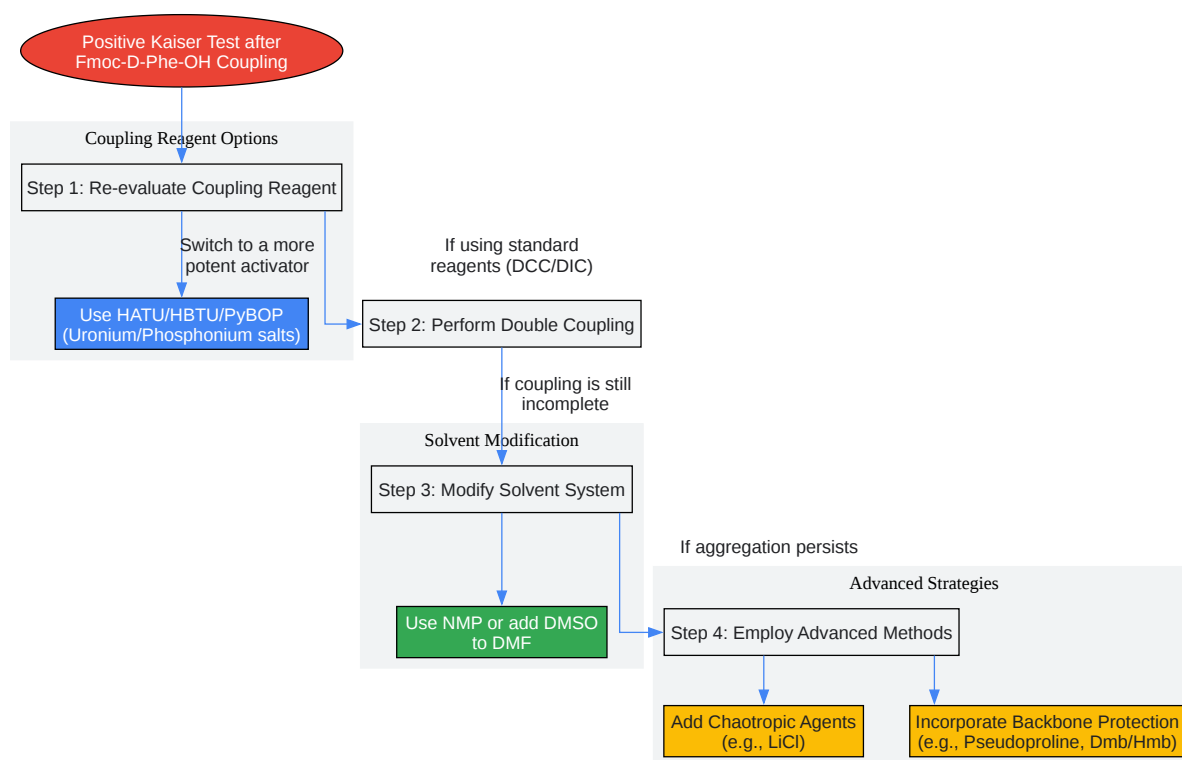 Positive Kaiser Test after
Fmoc-D-Phe-OH Coupling
Coupling Reagent Options
Step 1: Re-evaluate Coupling Reagent
Switch to a more
potent activator
If using standard
reagents (DCC/DIC)
Use HATU/HBTU/PyBOP
(Uronium/Phosphonium salts)
Step 2: Perform Double Coupling
If coupling is still
incomplete
Solvent Modification
Step 3: Modify Solvent System
If aggregation persists
Advanced Strategies
Use NMP or add DMSO
to DMF
Step 4: Employ Advanced Methods
Add Chaotropic Agents
(e.g., LiCl)
Incorporate Backbone Protection
(e.g., Pseudoproline, Dmb/Hmb)